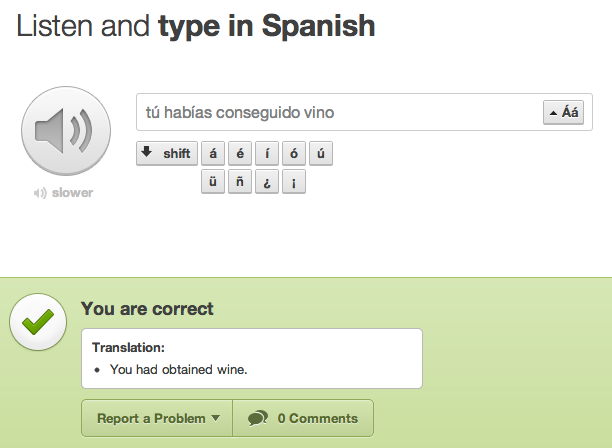 Listen and type in Spanish
tú habías conseguido vino
Áá
shift á é í ó ú
ü ñ ¿ ¡
slower
You are correct
Translation:
• You had obtained wine.
Report a Problem 0 Comments